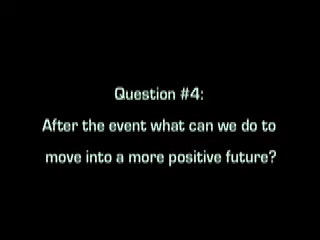 Question #4:
After the event what can we do to
move into a more positive future?